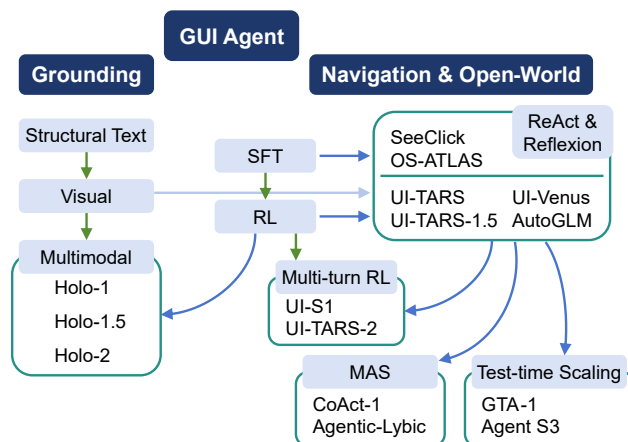 GUI Agent
Grounding
Navigation & Open-World
Structural Text
Visual
Multimodal
Holo-1
Holo-1.5
Holo-2
SFT
RL
Multi-turn RL
UI-S1
UI-TARS-2
ReAct &
Reflexion
SeeClick
OS-ATLAS
UI-TARS
UI-Venus
UI-TARS-1.5
AutoGLM
MAS
CoAct-1
Agentic-Lybic
Test-time Scaling
GTA-1
Agent S3